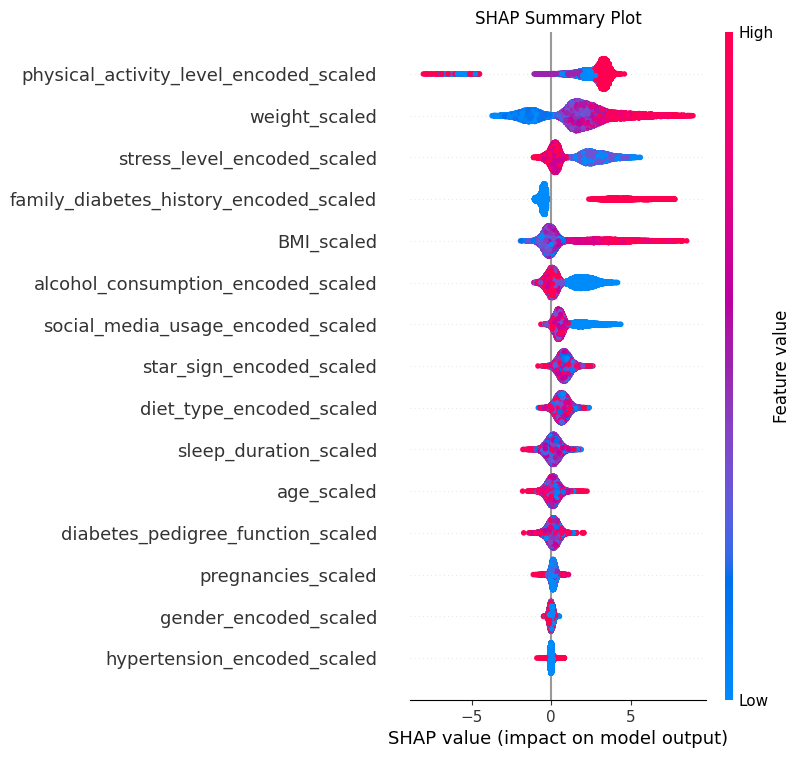 SHAP Summary Plot
High
physical_activity_level_encoded_scaled
weight_scaled
stress_level_encoded_scaled
family_diabetes_history_encoded_scaled
BMI_scaled
alcohol_consumption_encoded_scaled
social_media_usage_encoded_scaled
star_sign_encoded_scaled
diet_type_encoded_scaled
sleep_duration_scaled
age_scaled
diabetes_pedigree_function_scaled
pregnancies_scaled
gender_encoded_scaled
hypertension_encoded_scaled
Feature value
Low
−5 0 5
SHAP value (impact on model output)